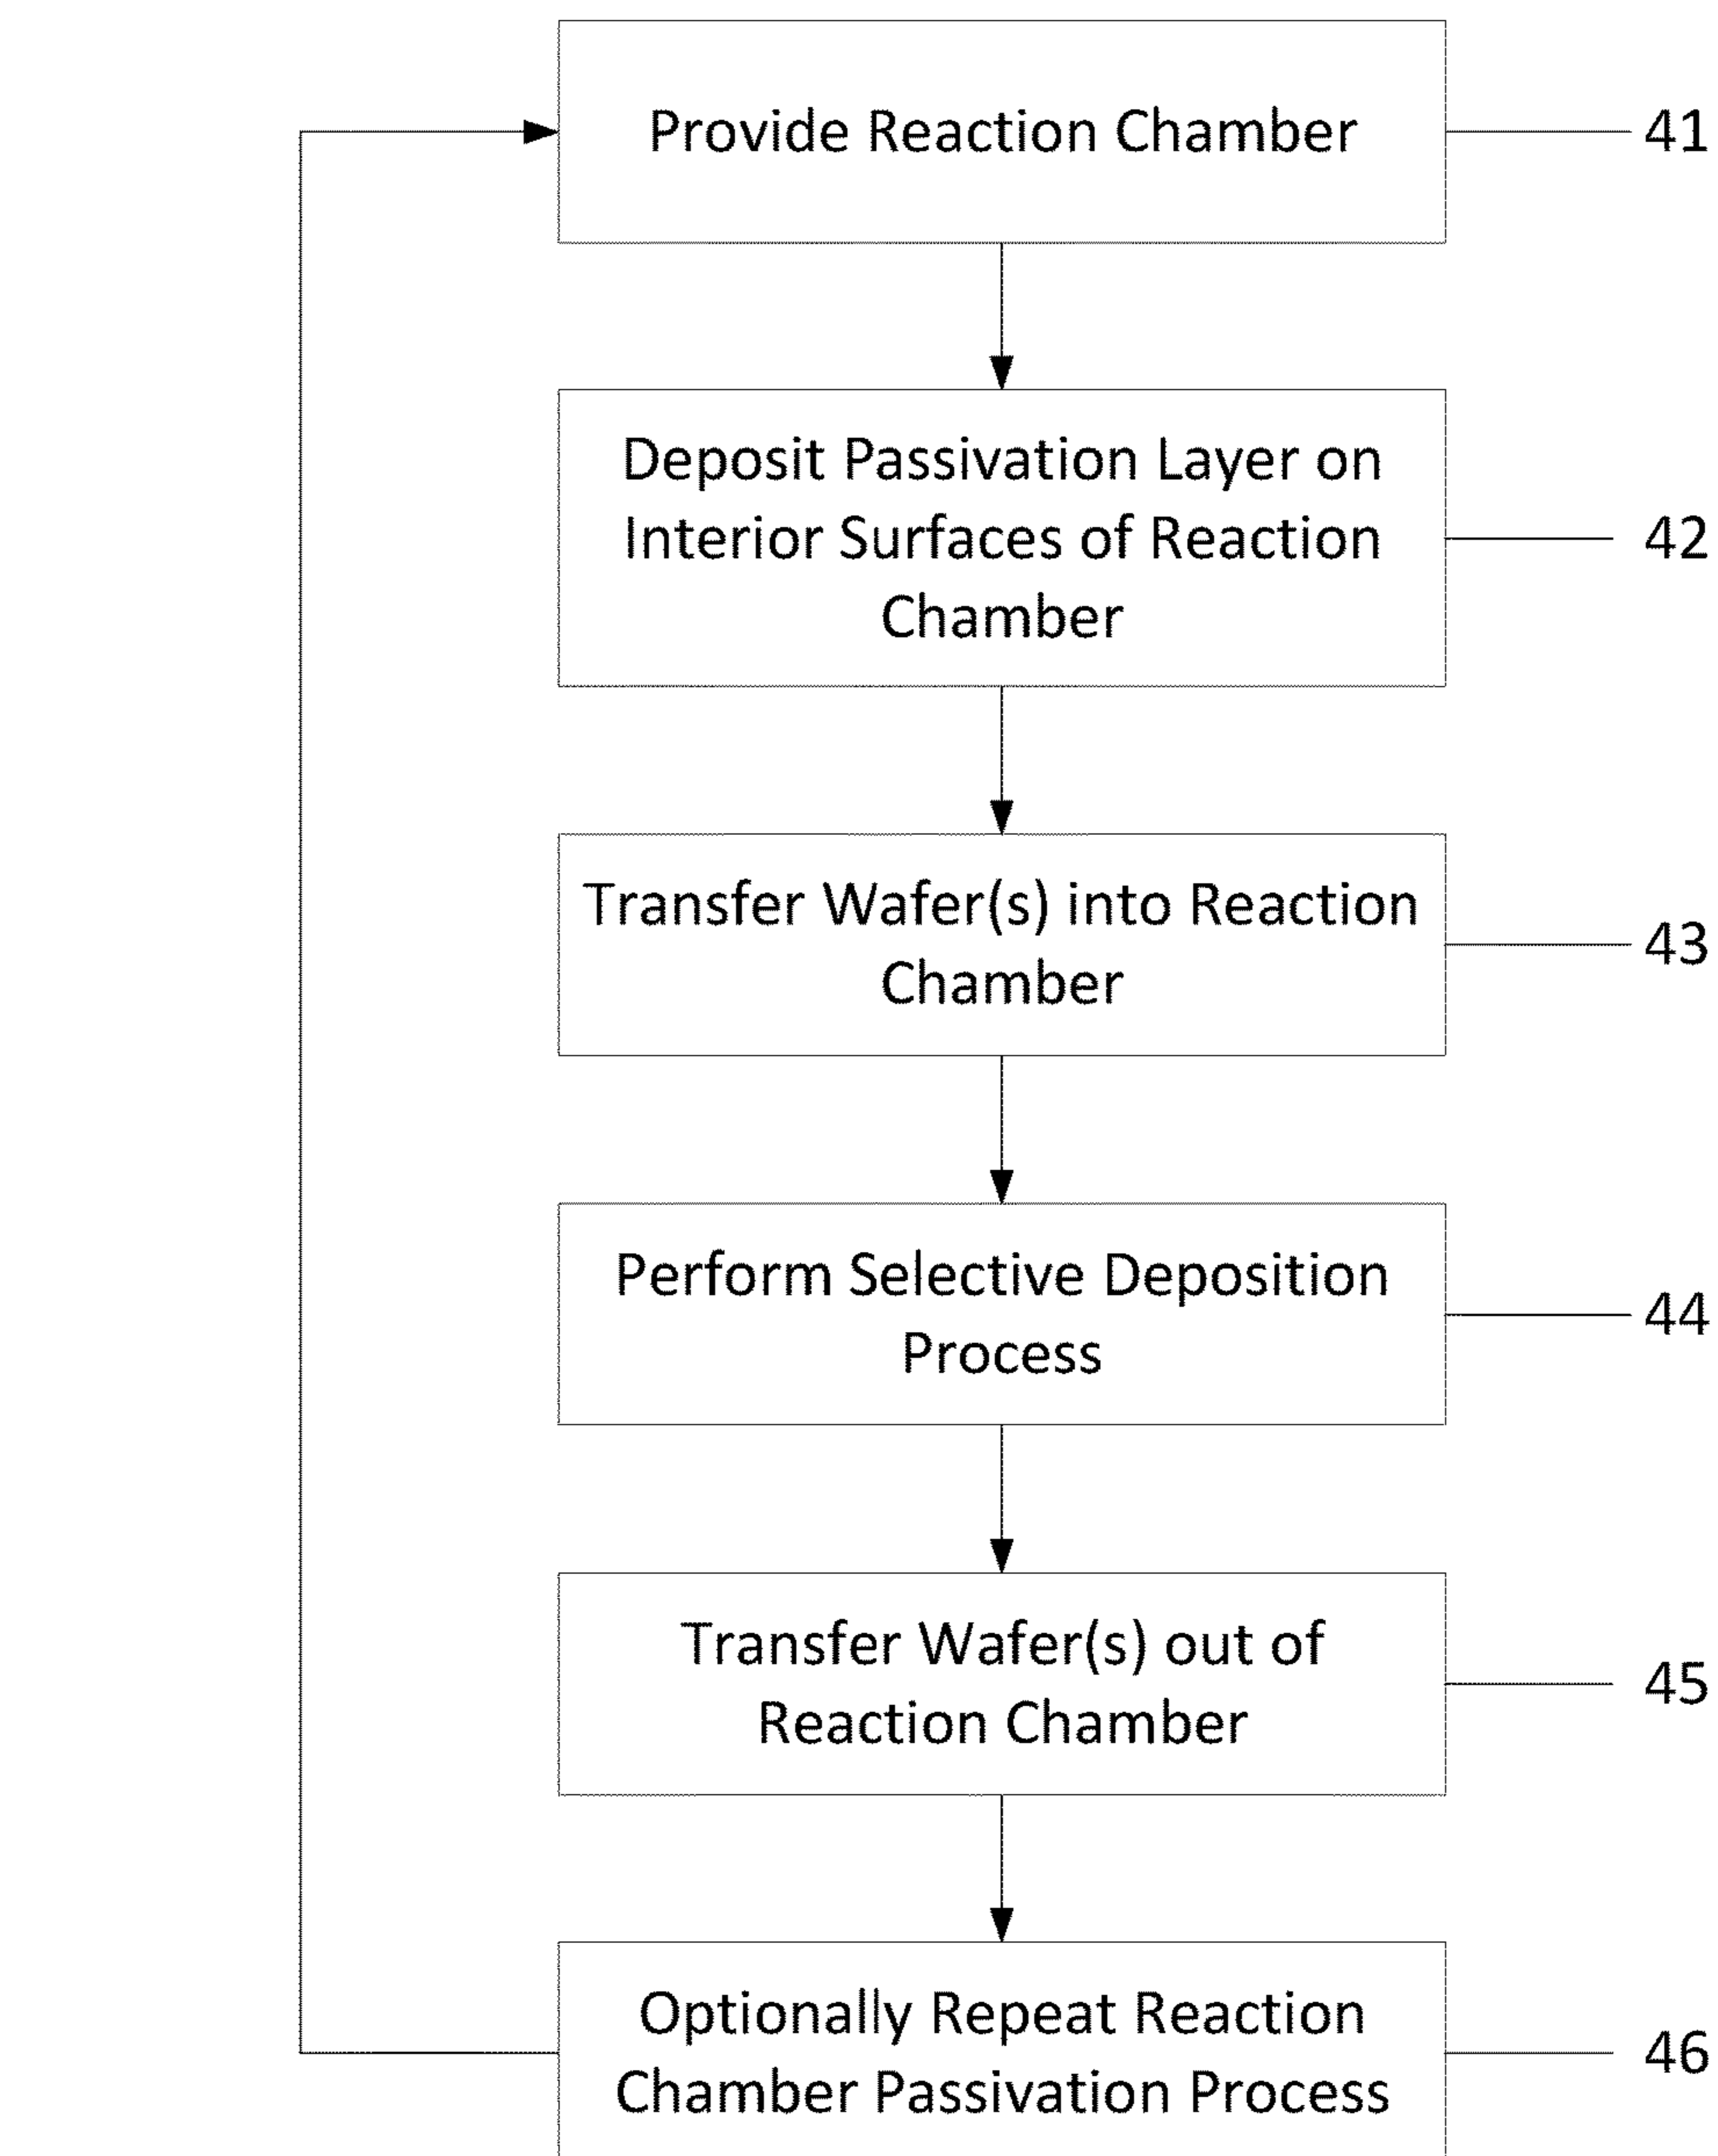 Provide Reaction Chamber
41
Deposit Passivation Layer on
Interior Surfaces of Reaction
Chamber
42
Transfer Wafer(s) into Reaction
Chamber
43
Perform Selective Deposition
Process
44
Transfer Wafer(s) out of
Reaction Chamber
45
Optionally Repeat Reaction
Chamber Passivation Process
46